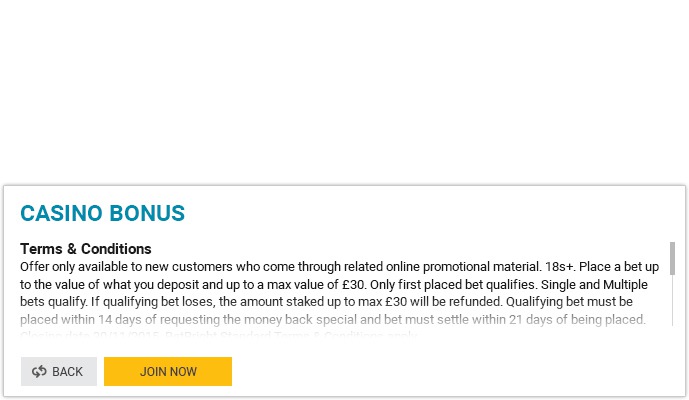 CASINO BONUS
Terms & Conditions
Offer only available to new customers who come through related online promotional material. 18s+. Place a bet up
to the value of what you deposit and up to a max value of £30. Only first placed bet qualifies. Single and Multiple
bets qualify. If qualifying bet loses, the amount staked up to max £30 will be refunded. Qualifying bet must be
placed within 14 days of requesting the money back special and bet must settle within 21 days of being placed.
BACK
JOIN NOW